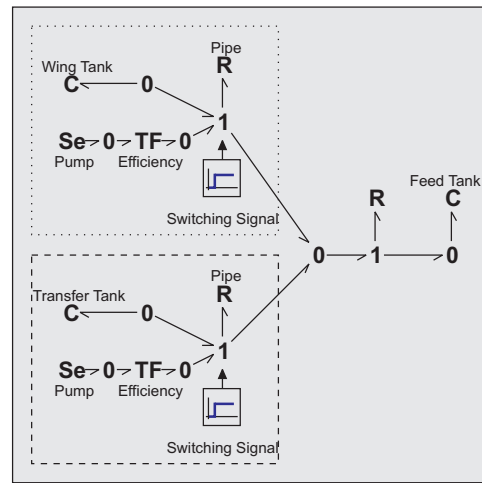 Pipe
Wing Tank
R
C
0
1
Se 0 TF 0
Pump Efficiency
Switching Signal
Feed Tank
R C
0 1 0
Pipe
Transfer Tank
R
C
0
1
Se 0 TF 0
Pump Efficiency
Switching Signal